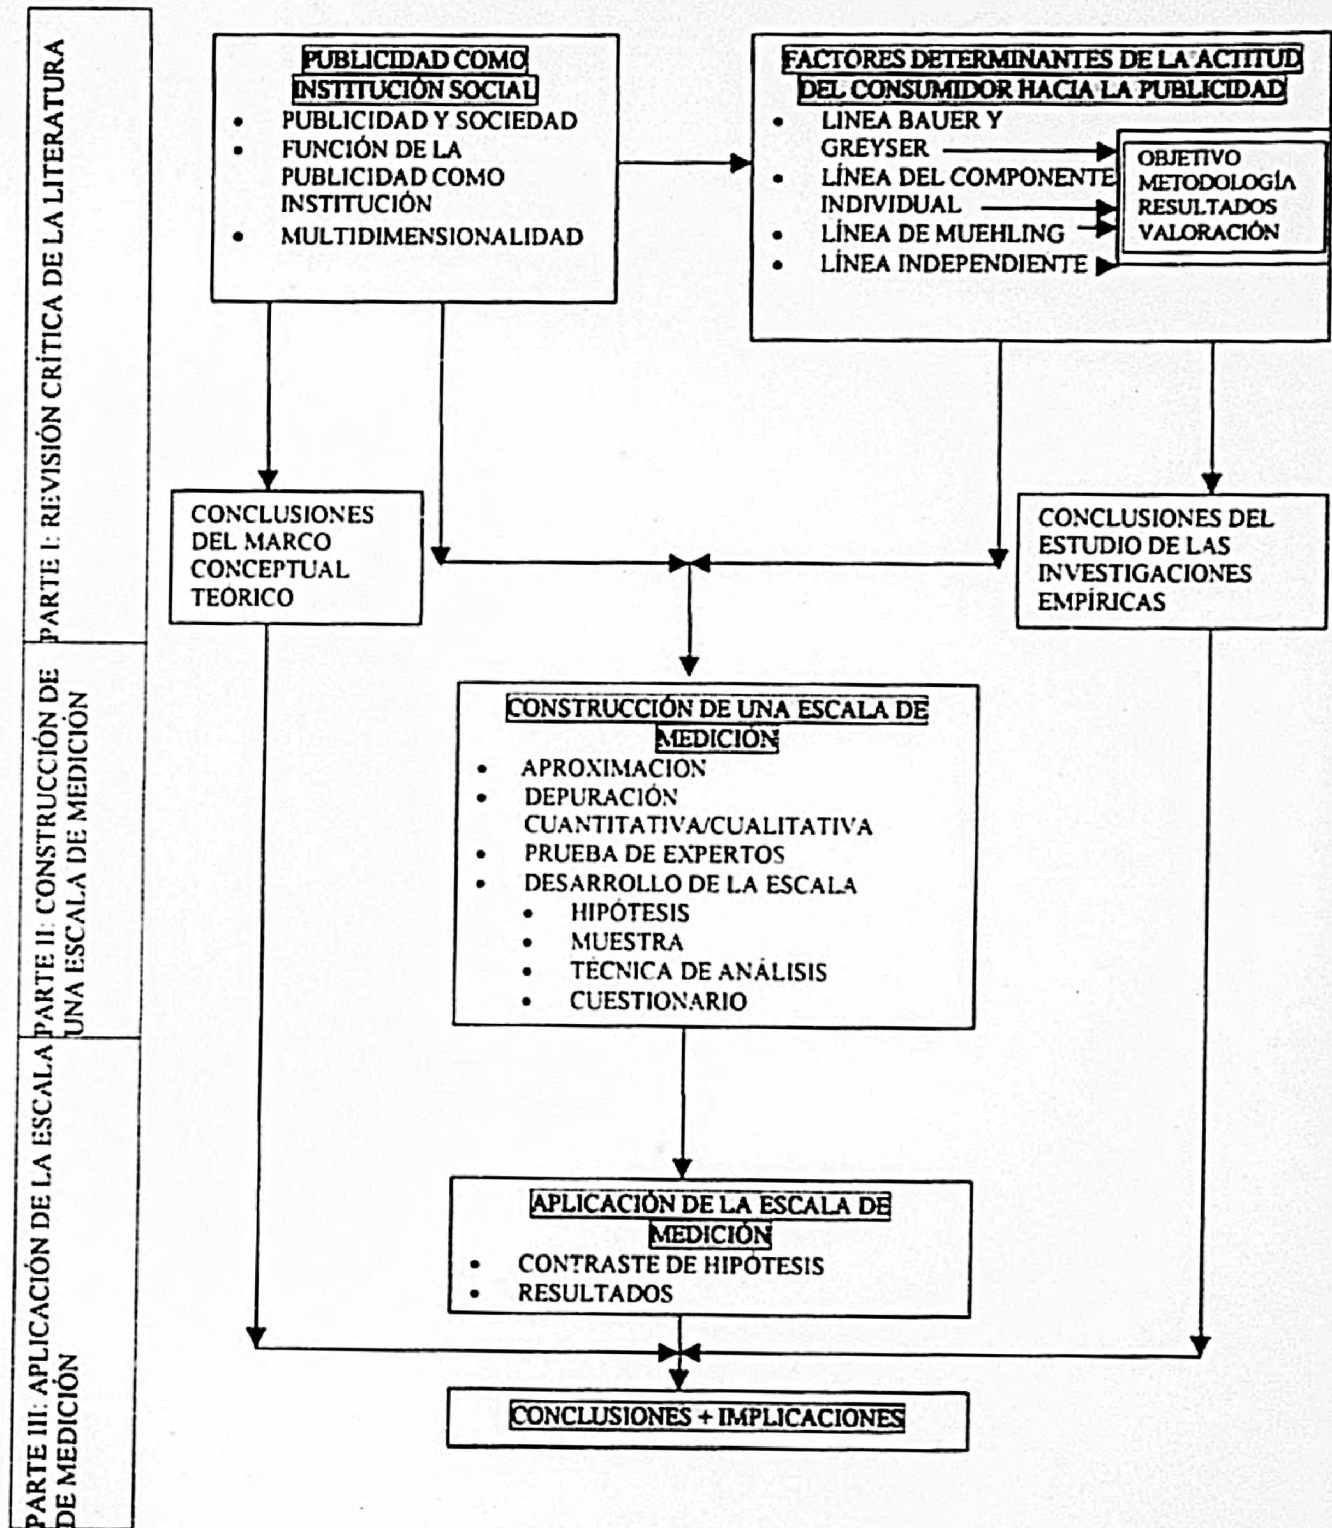 PARTE I: REVISIÓN CRÍTICA DE LA LITERATURA
PUBLICIDAD COMO
INSTITUCIÓN SOCIAL
• PUBLICIDAD Y SOCIEDAD
• FUNCIÓN DE LA
PUBLICIDAD COMO
INSTITUCIÓN
• MULTIDIMENSIONALIDAD
FACTORES DETERMINANTES DE LA ACTITUD
DEL CONSUMIDOR HACIA LA PUBLICIDAD
• LINEA BAUER Y
GREYSER
• LÍNEA DEL COMPONENTE
INDIVIDUAL
• LÍNEA DE MUEHLING
• LÍNEA INDEPENDIENTE
OBJETIVO
METODOLOGÍA
RESULTADOS
VALORACIÓN
CONCLUSIONES
DEL MARCO
CONCEPTUAL
TEÓRICO
CONCLUSIONES DEL
ESTUDIO DE LAS
INVESTIGACIONES
EMPÍRICAS
PARTE II: CONSTRUCCIÓN DE
UNA ESCALA DE MEDICIÓN
CONSTRUCCIÓN DE UNA ESCALA DE
MEDICIÓN
• APROXIMACIÓN
• DEPURACIÓN
CUANTITATIVA/CUALITATIVA
• PRUEBA DE EXPERTOS
• DESARROLLO DE LA ESCALA
• HIPÓTESIS
• MUESTRA
• TÉCNICA DE ANÁLISIS
• CUESTIONARIO
PARTE III: APLICACIÓN DE LA ESCALA
DE MEDICIÓN
APLICACIÓN DE LA ESCALA DE
MEDICIÓN
• CONTRASTE DE HIPÓTESIS
• RESULTADOS
CONCLUSIONES + IMPLICACIONES